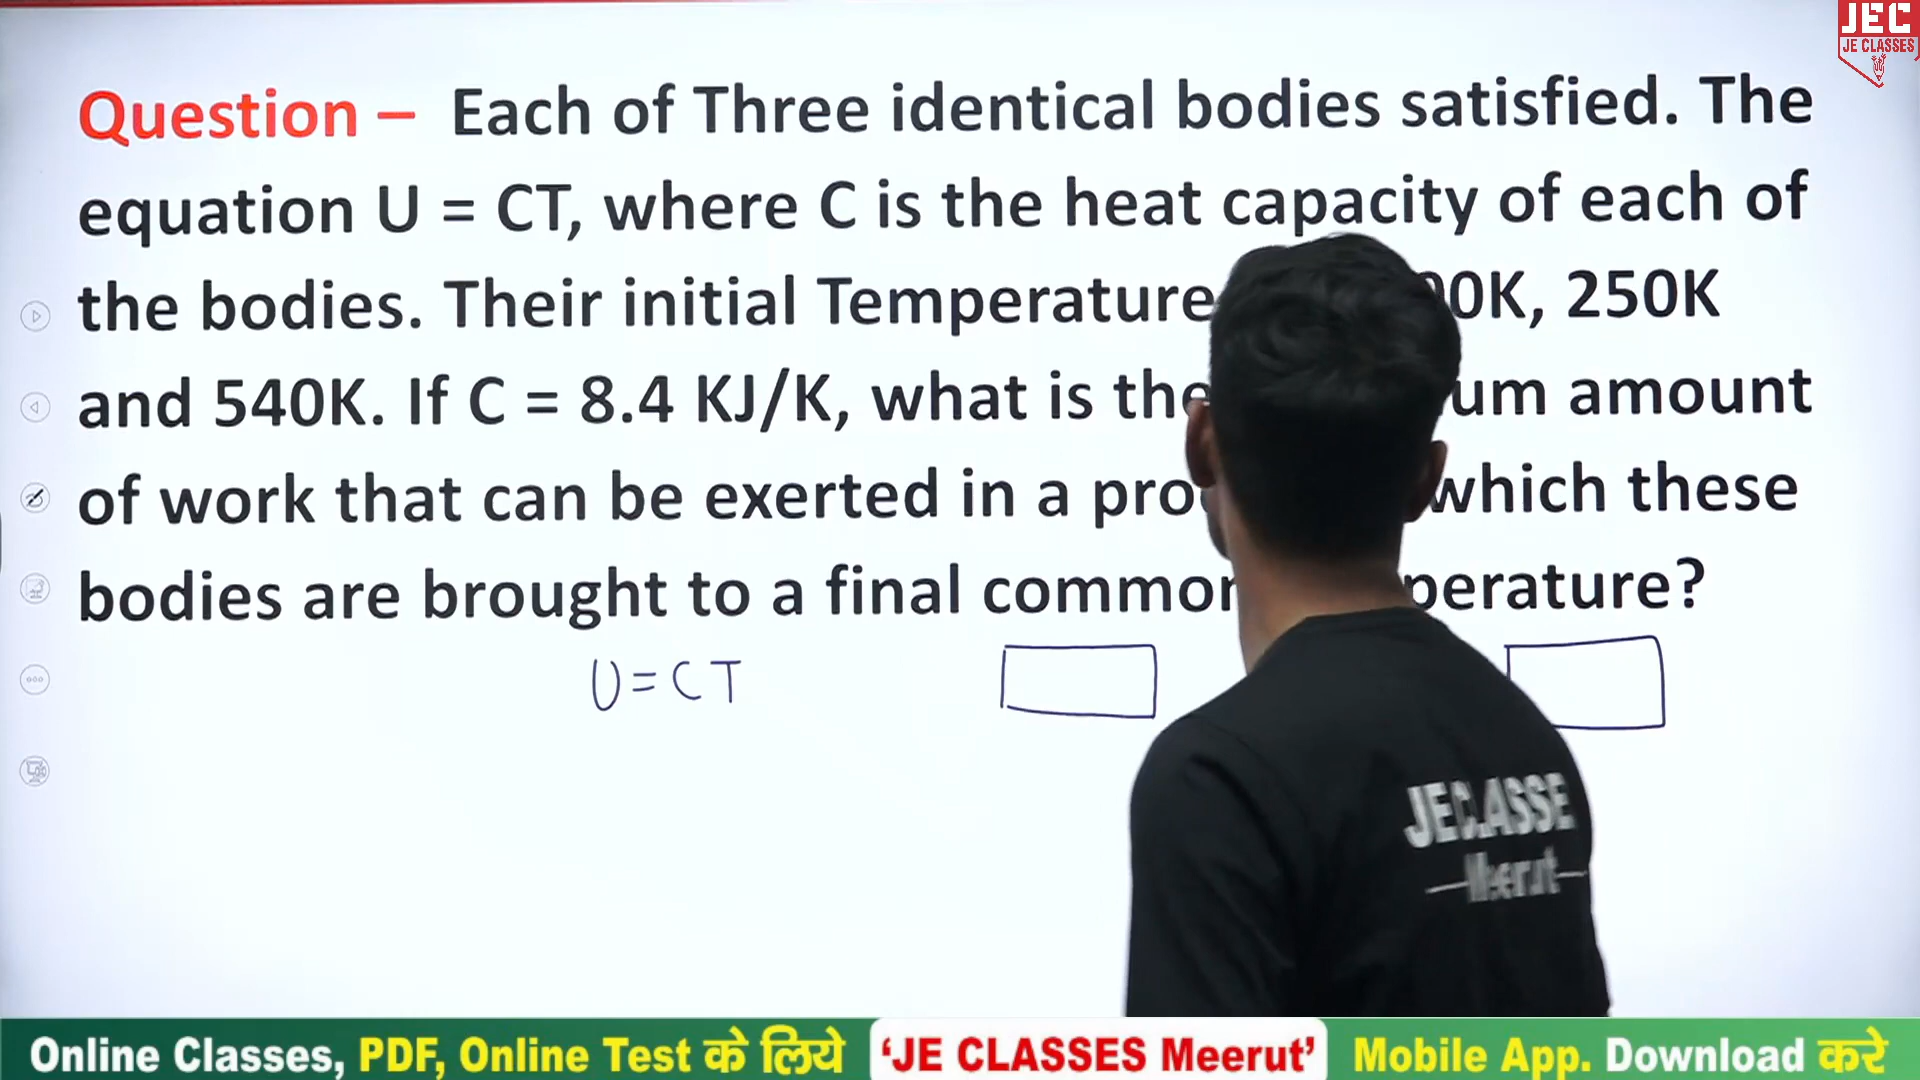 JEC
JE CLASSES
Question – Each of Three identical bodies satisfied. The
equation U = CT, where C is the heat capacity of each of
the bodies. Their initial Temperature 0K, 250K
and 540K. If C = 8.4 KJ/K, what is the um amount
of work that can be exerted in a pro which these
bodies are brought to a final common perature?
U = CT
JECLASSE
Meerut
Online Classes, PDF, Online Test के लिये 'JE CLASSES Meerut' Mobile App. Download करे